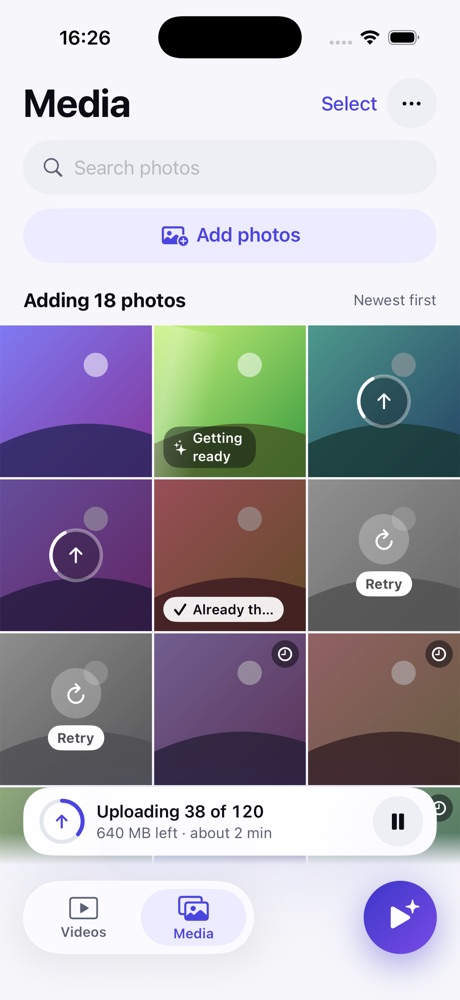 16:26
Media
Select
Search photos
Add photos
Adding 18 photos
Newest first
Getting
ready
Already th...
Retry
Retry
Uploading 38 of 120
640 MB left · about 2 min
Videos
Media